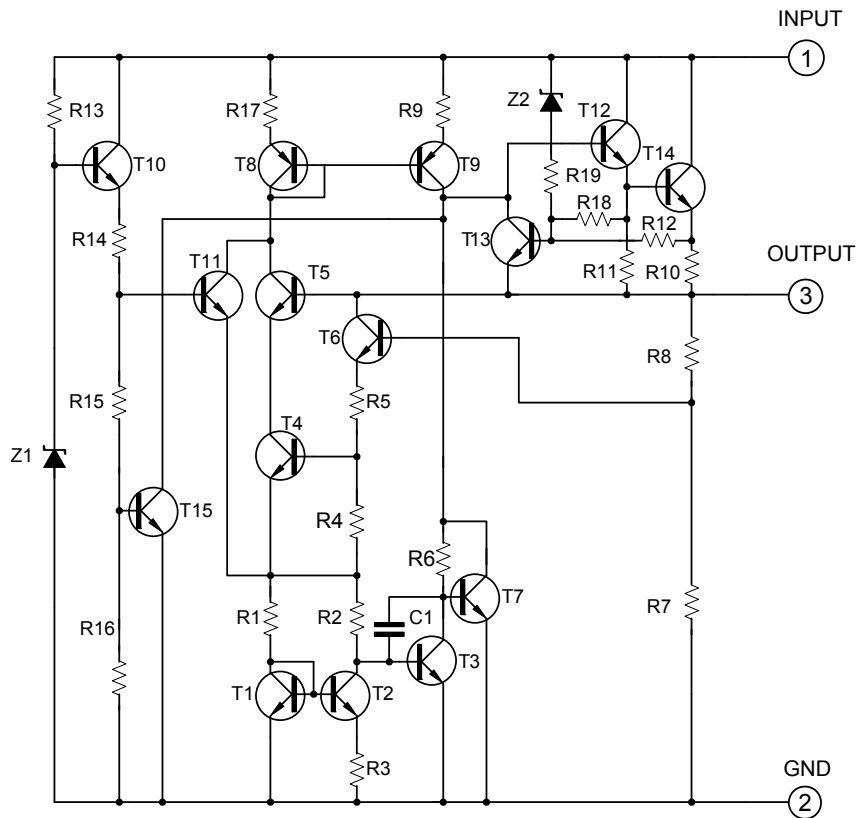 INPUT
1
R13
R17
R9
Z2
T12
T10
T8
T9
T14
R19
R18
R14
T13
R12
T11
T5
R11
R10
OUTPUT
3
T6
R8
R15
R5
T4
Z1
T15
R4
R6
T7
R1
R2
C1
R7
R16
T3
T1
T2
R3
GND
2